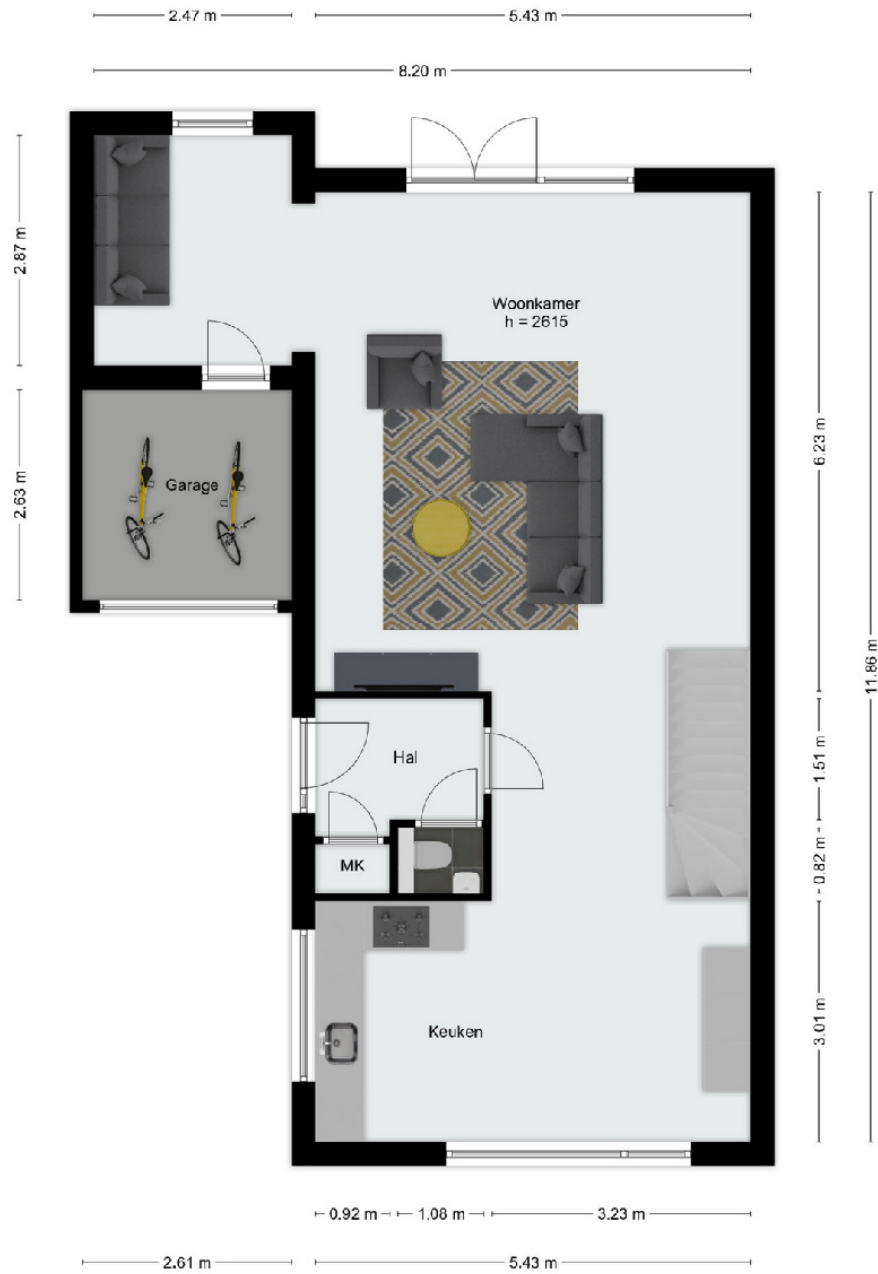 2.47 m
5.43 m
8.20 m
2.87 m
Woonkamer
h = 2615
6.23 m
2.63 m
Garage
11.86 m
1.51 m
Hal
0.82 m
MK
3.01 m
Keuken
0.92 m
1.08 m
3.23 m
2.61 m
5.43 m